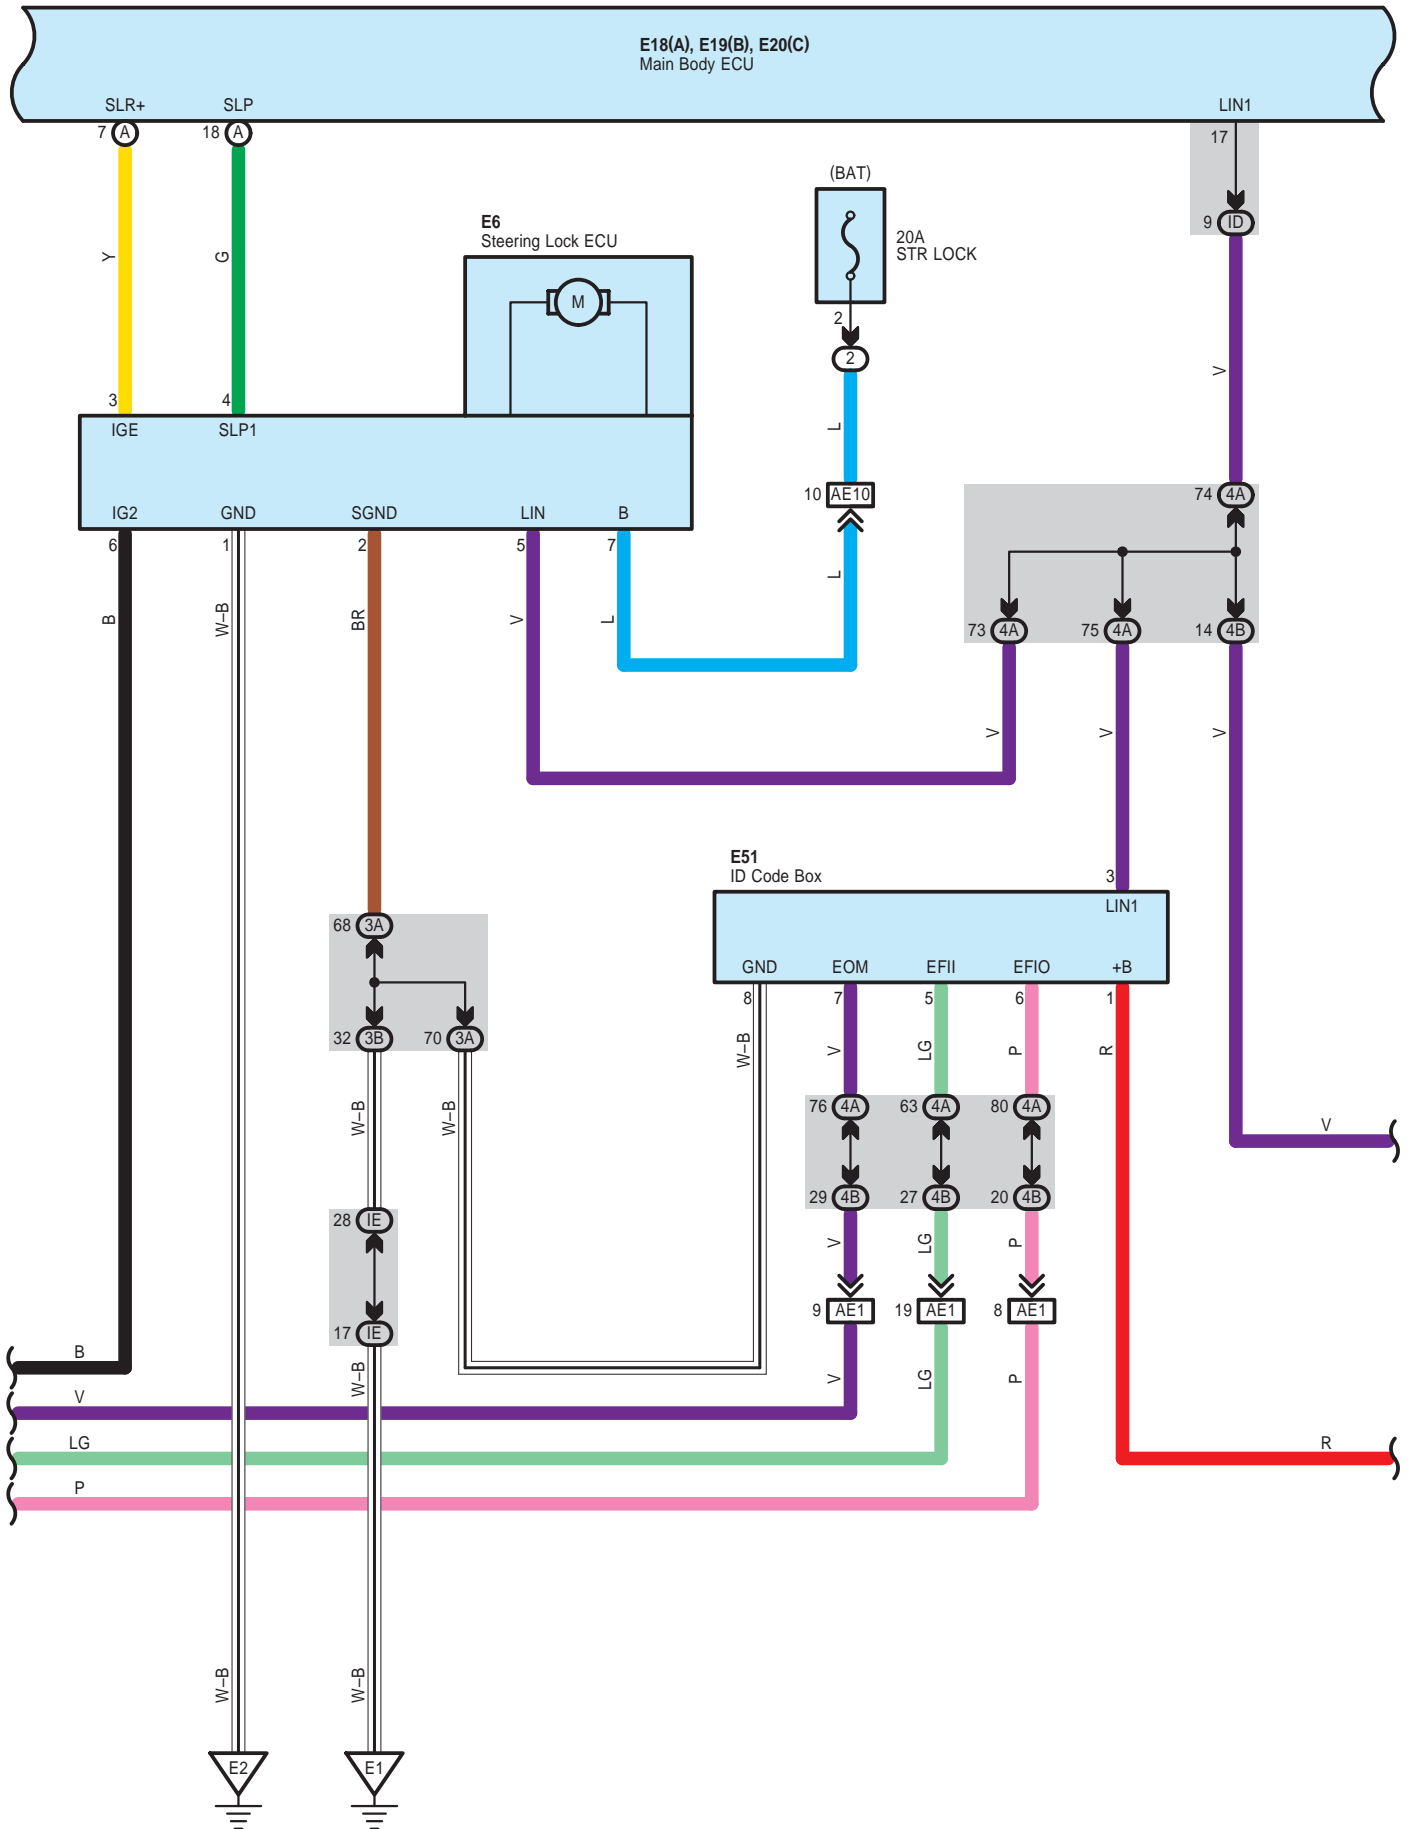 E18(A), E19(B), E20(C)
Main Body ECU
SLR+ SLP LIN1
7 A 18 A 17
9 ID
(BAT)
20A
STR LOCK
2
2
E6
Steering Lock ECU
M
Y G V
3 4
IGE SLP1
L
10 AE10
74 4A
IG2 GND SGND LIN B
6 1 2 5 7
L
B W–B BR V L
73 4A 75 4A 14 4B
V V V
E51
ID Code Box
3
LIN1
68 3A
GND EOM EFII EFIO +B
8 7 5 6 1
32 3B 70 3A
W–B V LG P R
W–B W–B
76 4A 63 4A 80 4A
V
29 4B 27 4B 20 4B
28 IE
V LG P
9 AE1 19 AE1 8 AE1
17 IE
B
W–B V LG P
V
LG R
P
W–B W–B
E2 E1